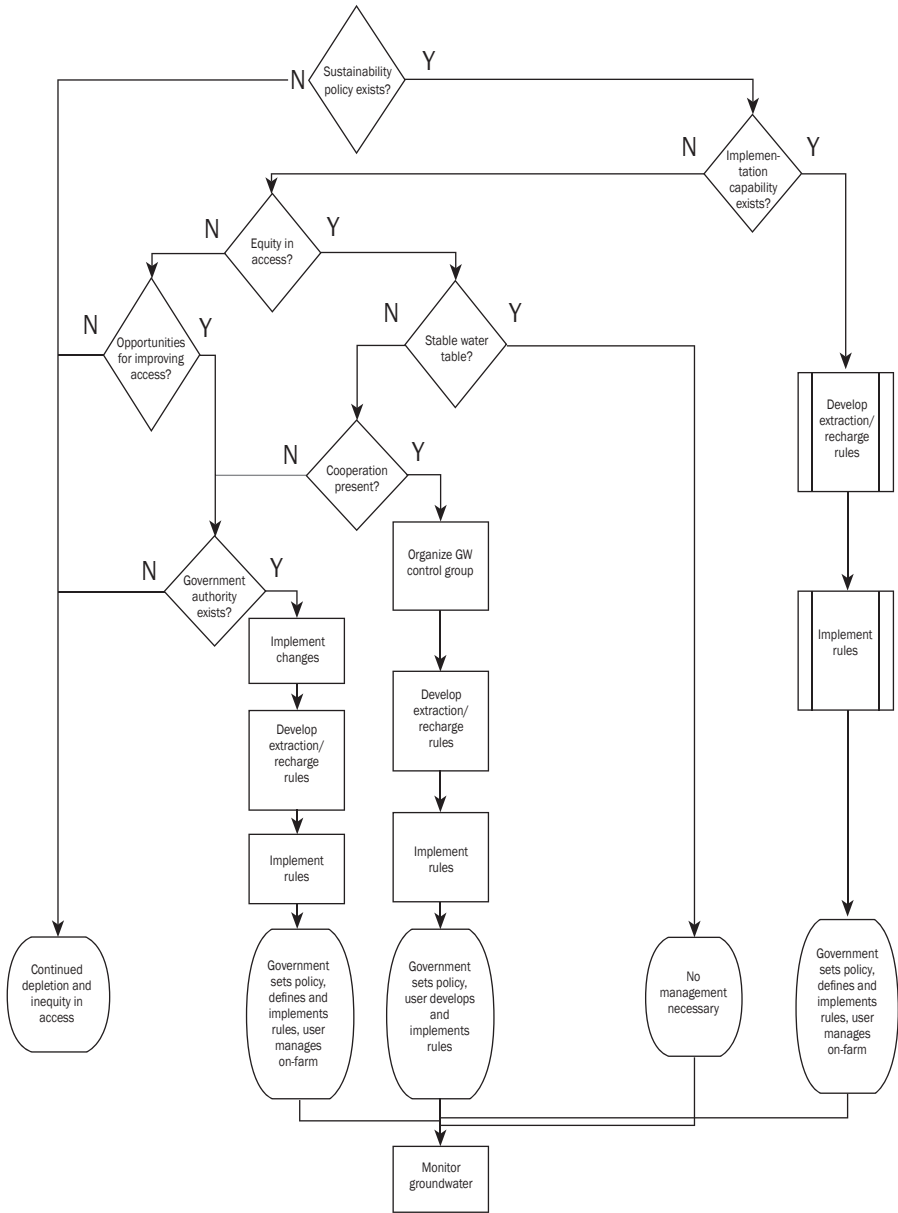 N
Sustainability
policy exists?
Y
N
Implemen-
tation
capability
exists?
Y
N
Equity in
access?
Y
N
Opportunities
for improving
access?
Y
N
Stable water
table?
Y
Develop
extraction/
recharge
rules
N
Cooperation
present?
Y
N
Government
authority
exists?
Y
Organize GW
control group
Implement
rules
Implement
changes
Develop
extraction/
recharge
rules
Develop
extraction/
recharge
rules
Implement
rules
Implement
rules
Continued
depletion and
inequity in
access
Government
sets policy,
defines and
implements
rules, user
manages
on-farm
Government
sets policy,
user develops
and
implements
rules
No
management
necessary
Government
sets policy,
defines and
implements
rules, user
manages
on-farm
Monitor
groundwater